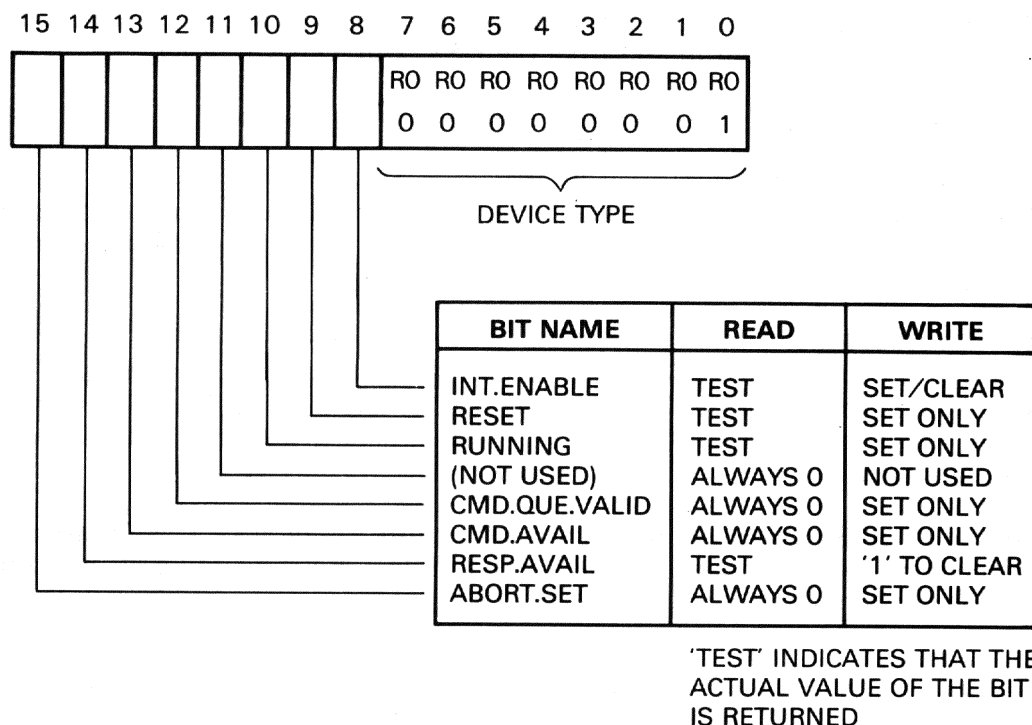 15 14 13 12 11 10 9 8 7 6 5 4 3 2 1 0
RO RO RO RO RO RO RO RO
0 0 0 0 0 0 0 1
DEVICE TYPE
BIT NAME READ WRITE
INT.ENABLE TEST SET/CLEAR
RESET TEST SET ONLY
RUNNING TEST SET ONLY
(NOT USED) ALWAYS 0 NOT USED
CMD.QUE.VALID ALWAYS 0 SET ONLY
CMD.AVAIL ALWAYS 0 SET ONLY
RESP.AVAIL TEST '1' TO CLEAR
ABORT.SET ALWAYS 0 SET ONLY
'TEST' INDICATES THAT THE
ACTUAL VALUE OF THE BIT
IS RETURNED